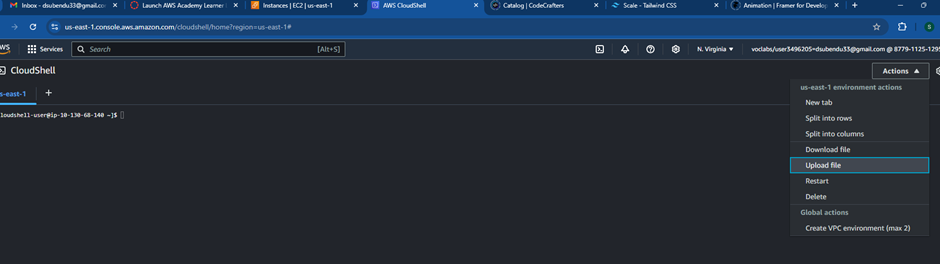 Inbox - dsubendu33@gmail.con
Launch AWS Academy Learner
Instances | EC2 | us-east-1
AWS CloudShell
Catalog | CodeCrafters
Scale - Tailwind CSS
Animation | Framer for Develop
us-east-1.console.aws.amazon.com/cloudshell/home?region=us-east-1#
S
aws
Services
Search
[Alt+S]
N. Virginia
voclabs/user3496205=dsubendu33@gmail.com @ 8779-1125-1295
CloudShell
Actions
us-east-1
us-east-1 environment actions
New tab
Split into rows
Split into columns
Download file
Upload file
Restart
Delete
Global actions
Create VPC environment (max 2)
loudshell-user@ip-10-130-68-140 ~]$